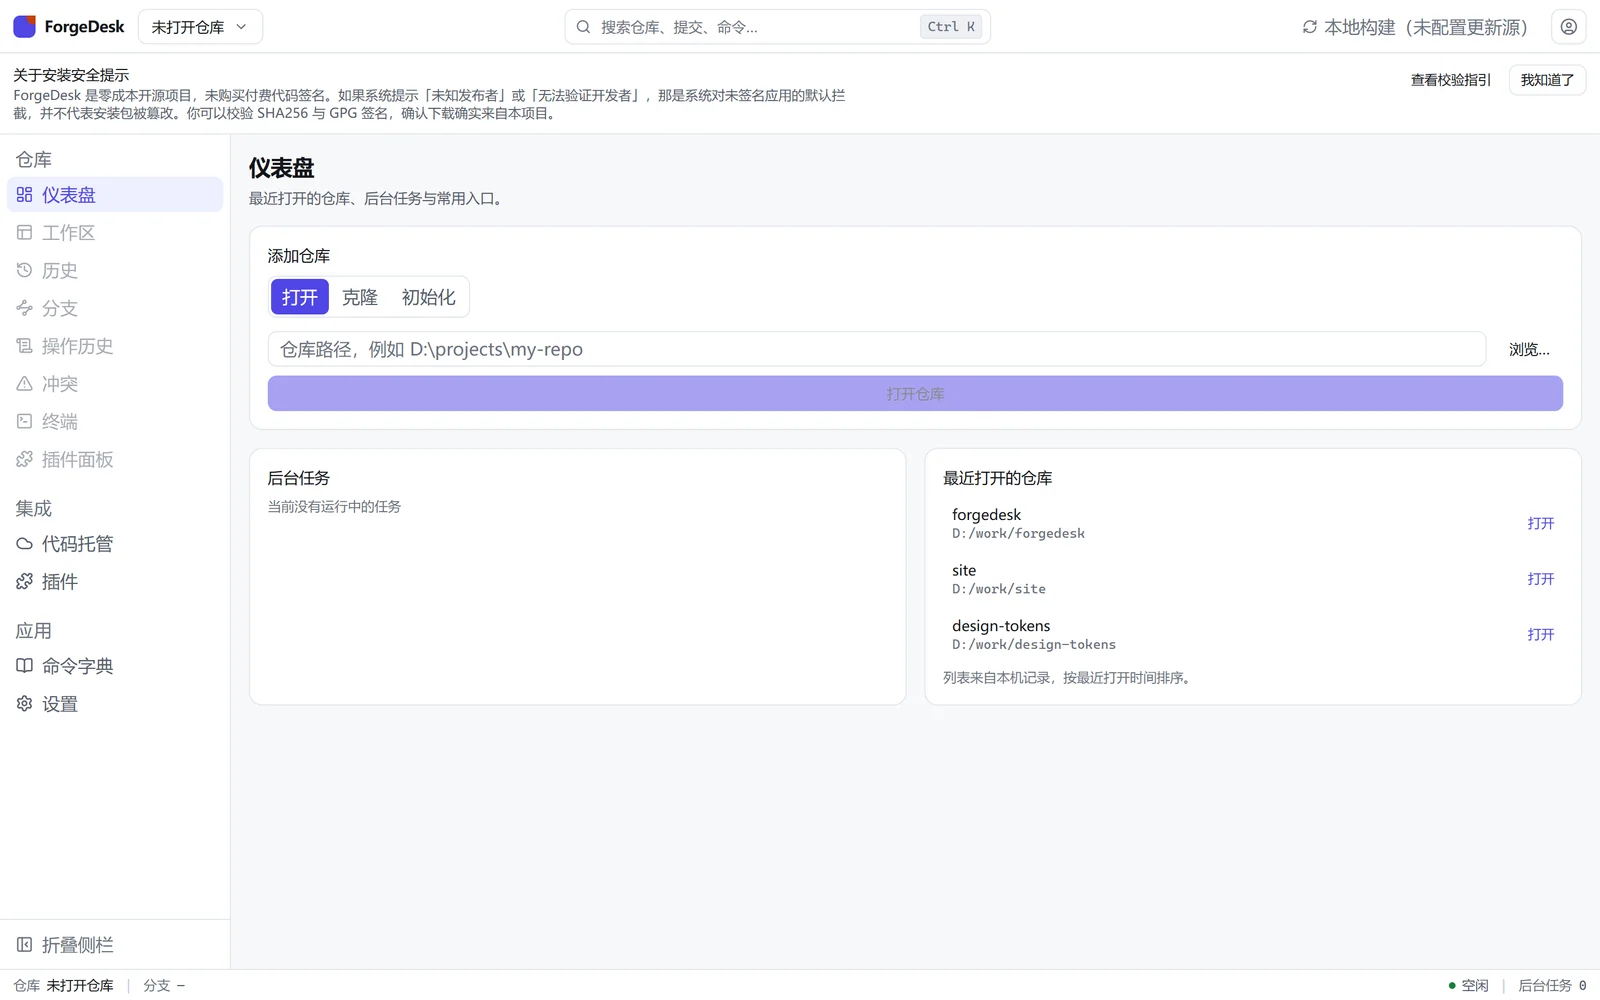 ForgeDesk 未打开仓库 搜索仓库、提交、命令... Ctrl K 本地构建（未配置更新源）
关于安装安全提示
ForgeDesk 是零成本开源项目，未购买付费代码签名。如果系统提示「未知发布者」或「无法验证开发者」，那是系统对未签名应用的默认拦
截，并不代表安装包被篡改。你可以校验 SHA256 与 GPG 签名，确认下载确实来自本项目。
查看校验指引 我知道了
仓库
仪表盘
工作区
历史
分支
操作历史
冲突
终端
插件面板
集成
代码托管
插件
应用
命令字典
设置
折叠侧栏
仪表盘
最近打开的仓库、后台任务与常用入口。
添加仓库
打开 克隆 初始化
仓库路径，例如 D:\projects\my-repo 浏览...
打开仓库
后台任务
当前没有运行中的任务
最近打开的仓库
forgedesk
D:/work/forgedesk
打开
site
D:/work/site
打开
design-tokens
D:/work/design-tokens
打开
列表来自本机记录，按最近打开时间排序。
仓库 未打开仓库 | 分支 – 空闲 | 后台任务 0